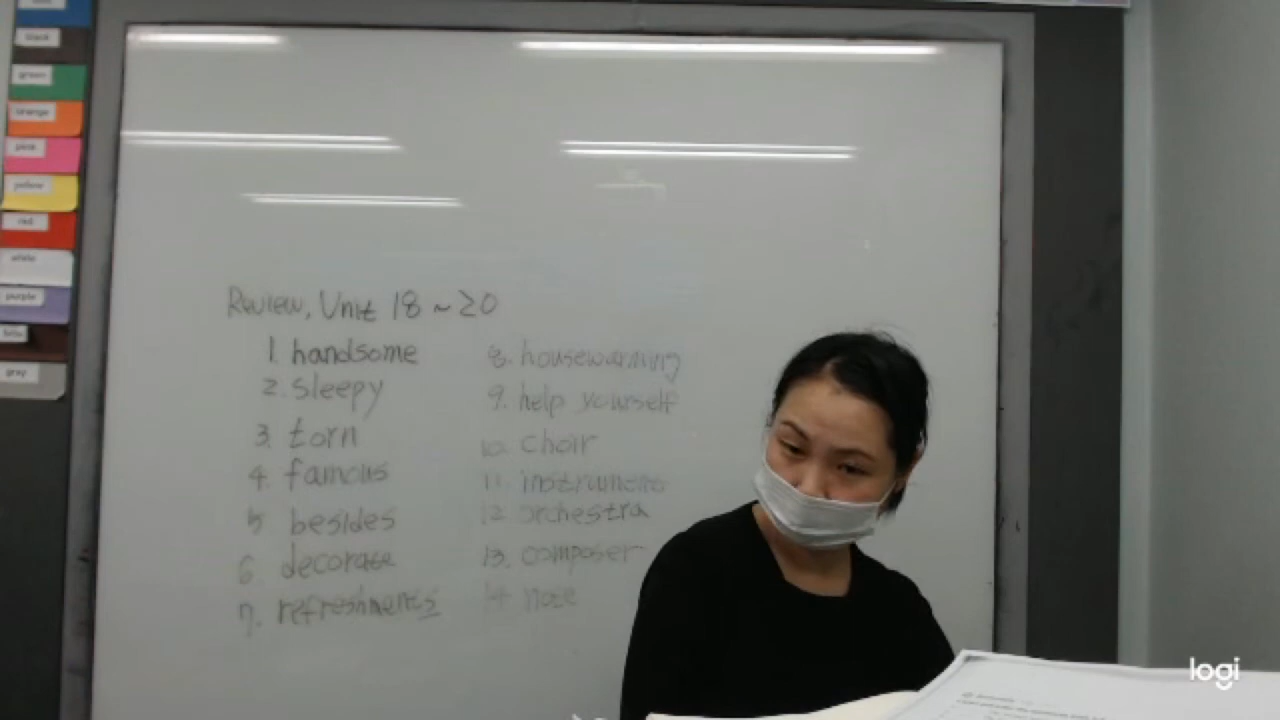 black
green
orange
pink
yellow
red
white
purple
gray
Review, Unit 18 ~ 20
1. handsome
2. sleepy
3. torn
4. famous
5 besides
6. decorate
7. refreshments
8. housewarming
9. help yourself
10. choir
11. instruments
12 orchestra
13. composer
14 note
logi